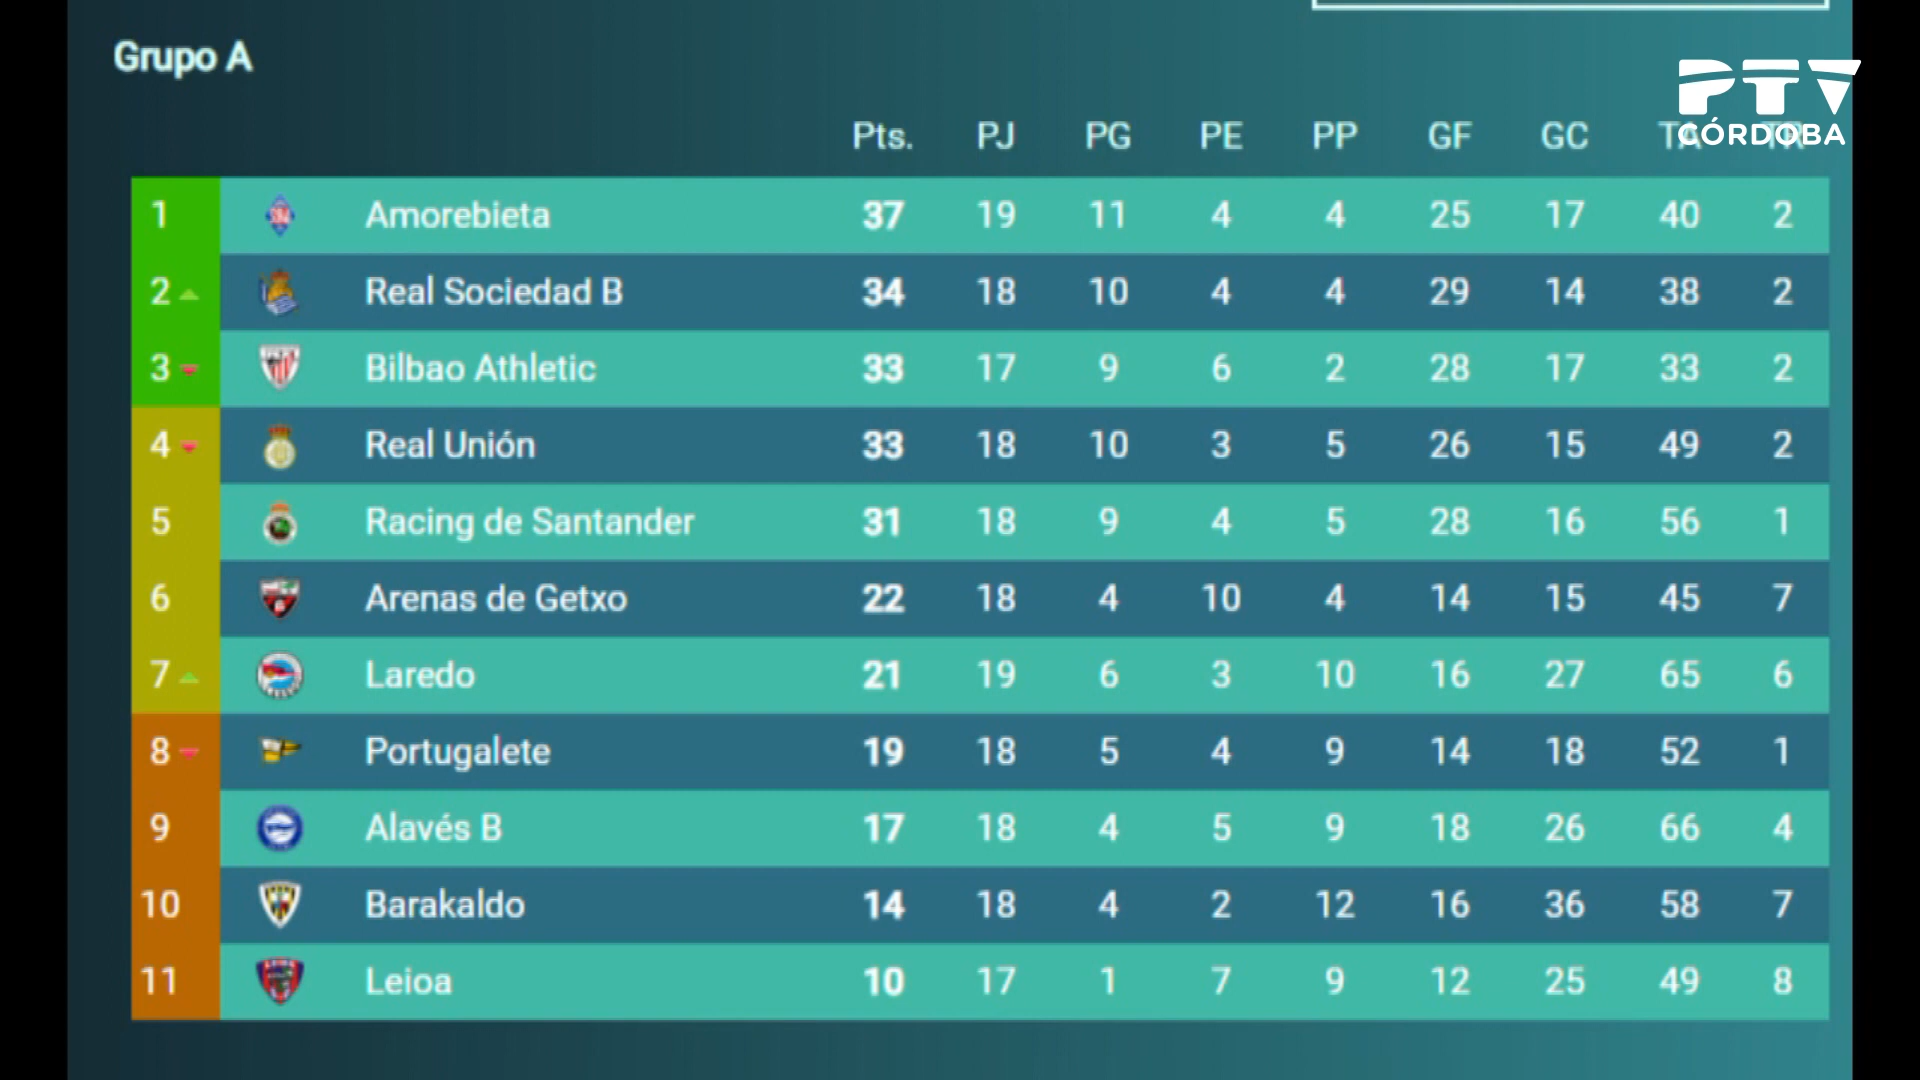 Grupo A
PTV
CÓRDOBA
Pts. PJ PG PE PP GF GC TA TR
1 Amorebieta 37 19 11 4 4 25 17 40 2
2 Real Sociedad B 34 18 10 4 4 29 14 38 2
3 Bilbao Athletic 33 17 9 6 2 28 17 33 2
4 Real Unión 33 18 10 3 5 26 15 49 2
5 Racing de Santander 31 18 9 4 5 28 16 56 1
6 Arenas de Getxo 22 18 4 10 4 14 15 45 7
7 Laredo 21 19 6 3 10 16 27 65 6
8 Portugalete 19 18 5 4 9 14 18 52 1
9 Alavés B 17 18 4 5 9 18 26 66 4
10 Barakaldo 14 18 4 2 12 16 36 58 7
11 Leioa 10 17 1 7 9 12 25 49 8